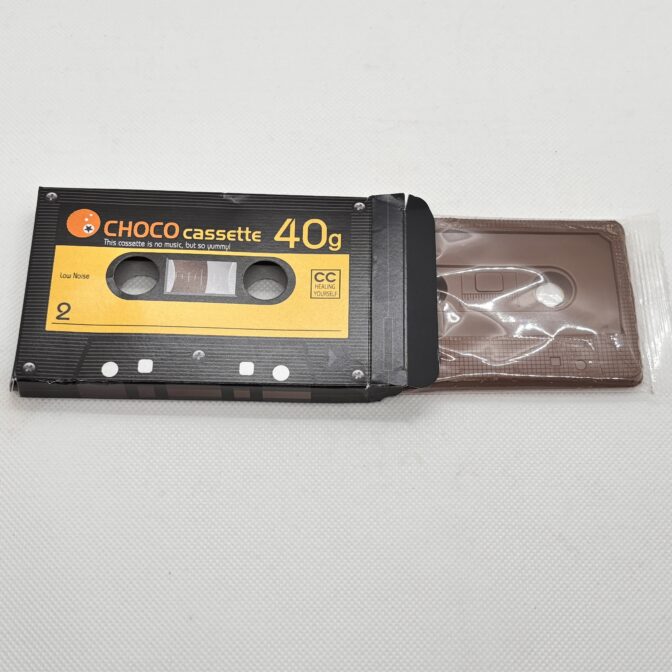 CHOCO cassette 40g
This cassette is no music, but so yummy!
Low Noise
CC
HEALING
YOURSELF
2